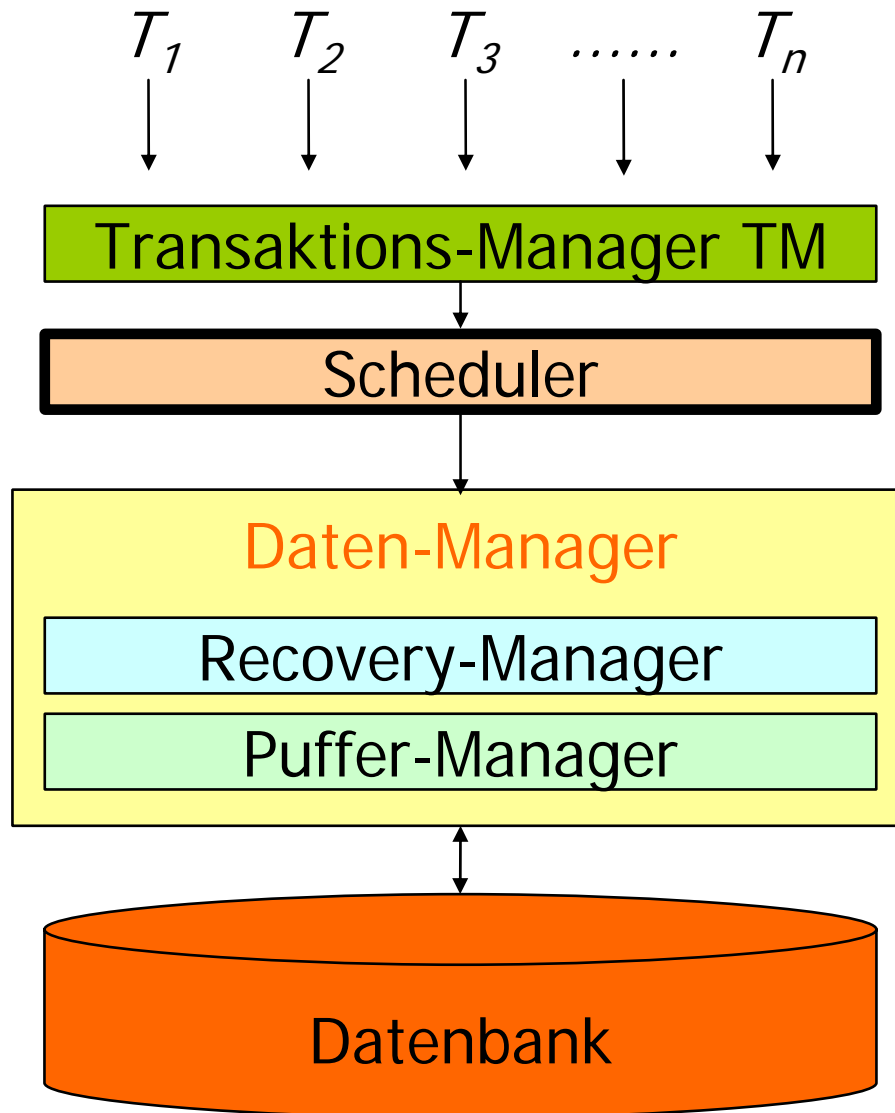 T1 T2 T3 ...... Tn
Transaktions-Manager TM
Scheduler
Daten-Manager
Recovery-Manager
Puffer-Manager
Datenbank